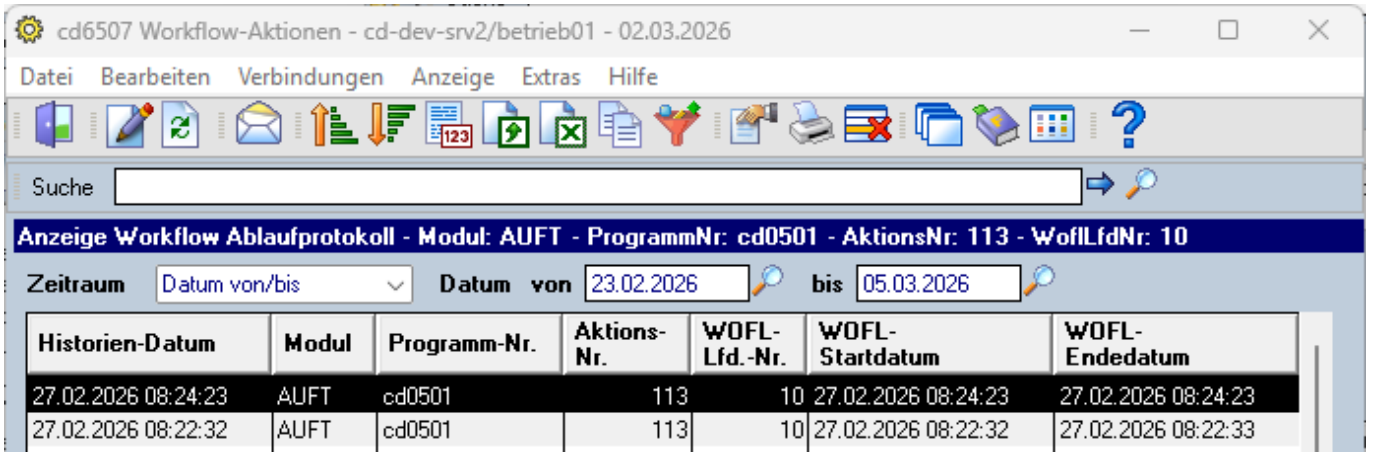 cd6507 Workflow-Aktionen - cd-dev-srv2/betrieb01 - 02.03.2026
Datei Bearbeiten Verbindungen Anzeige Extras Hilfe
123
Suche
Anzeige Workflow Ablaufprotokoll - Modul: AUFT - ProgrammNr: cd0501 - AktionsNr: 113 - WoflLfdNr: 10
Zeitraum Datum von/bis Datum von 23.02.2026 bis 05.03.2026
Historien-Datum Modul Programm-Nr. Aktions-Nr. WOFL-Lfd.-Nr. WOFL-Startdatum WOFL-Endedatum
27.02.2026 08:24:23 AUFT cd0501 113 10 27.02.2026 08:24:23 27.02.2026 08:24:23
27.02.2026 08:22:32 AUFT cd0501 113 10 27.02.2026 08:22:32 27.02.2026 08:22:33